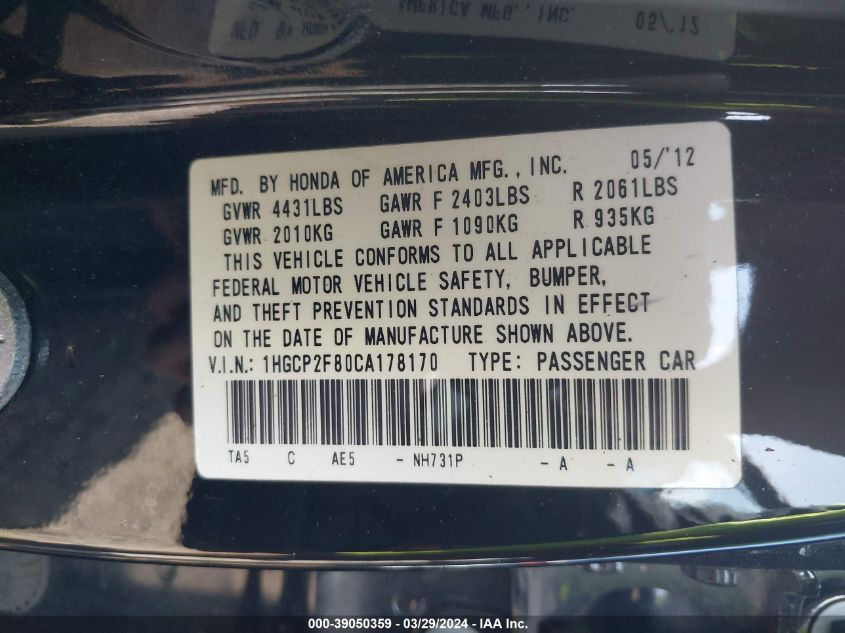 MFD. BY HONDA OF AMERICA MFG., INC. 05/'12
GVWR 4431LBS GAWR F 2403LBS R 2061LBS
GVWR 2010KG GAWR F 1090KG R 935KG
THIS VEHICLE CONFORMS TO ALL APPLICABLE
FEDERAL MOTOR VEHICLE SAFETY, BUMPER,
AND THEFT PREVENTION STANDARDS IN EFFECT
ON THE DATE OF MANUFACTURE SHOWN ABOVE.
V.I.N.: 1HGCP2F80CA178170 TYPE: PASSENGER CAR
TA5 C AE5 - NH731P - A - A
000-39050359 - 03/29/2024 - IAA Inc.